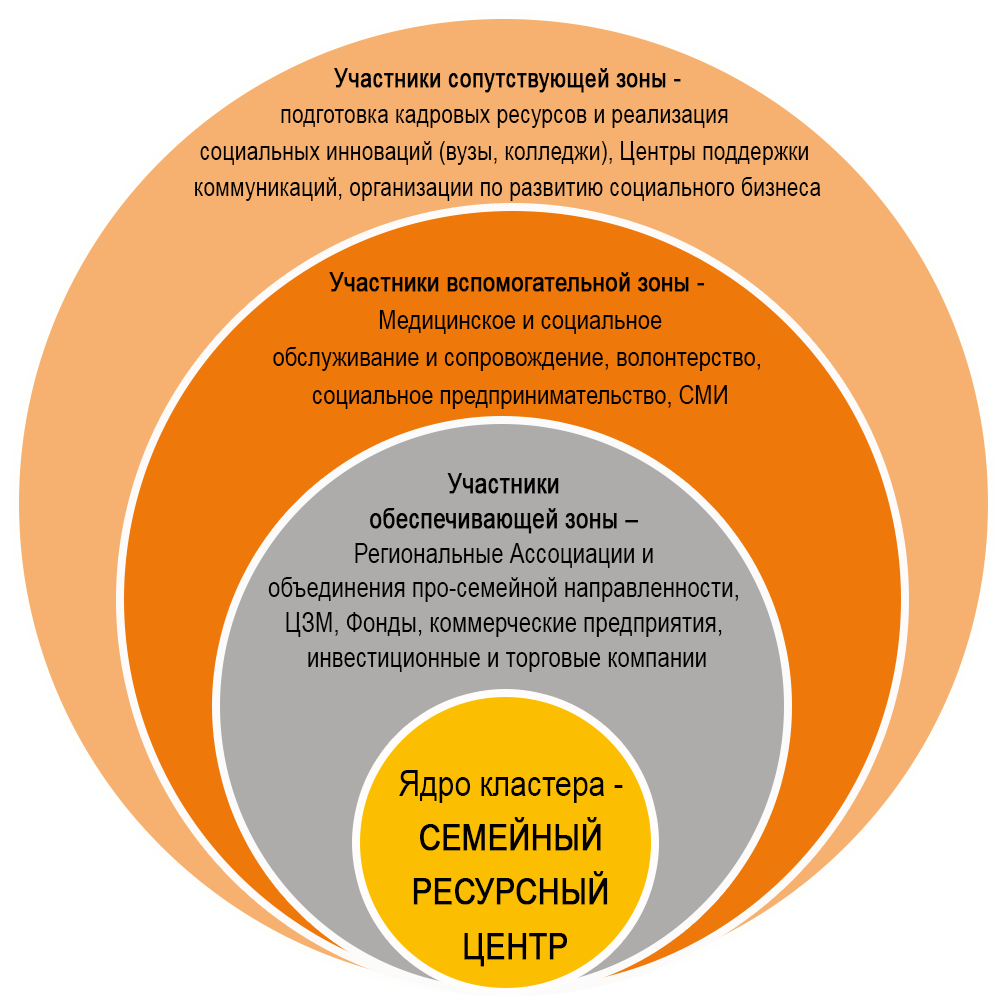 Участники сопутствующей зоны -
подготовка кадровых ресурсов и реализация
социальных инноваций (вузы, колледжи), Центры поддержки
коммуникаций, организации по развитию социального бизнеса
Участники вспомогательной зоны -
Медицинское и социальное
обслуживание и сопровождение, волонтерство,
социальное предпринимательство, СМИ
Участники
обеспечивающей зоны –
Региональные Ассоциации и
объединения про-семейной направленности,
ЦЗМ, Фонды, коммерческие предприятия,
инвестиционные и торговые компании
Ядро кластера -
СЕМЕЙНЫЙ
РЕСУРСНЫЙ
ЦЕНТР